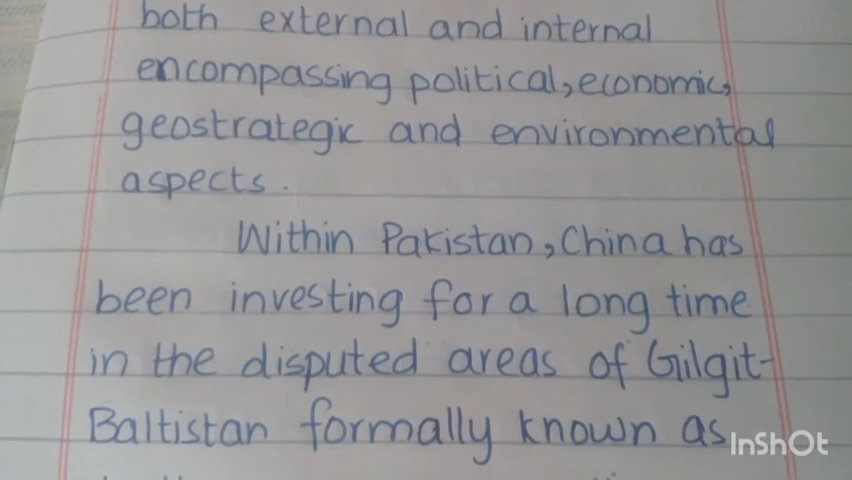 both external and internal
encompassing political, economic,
geostrategic and environmental
aspects.
Within Pakistan, China has
been investing for a long time
in the disputed areas of Gilgit-
Baltistan formally known as
InShOt